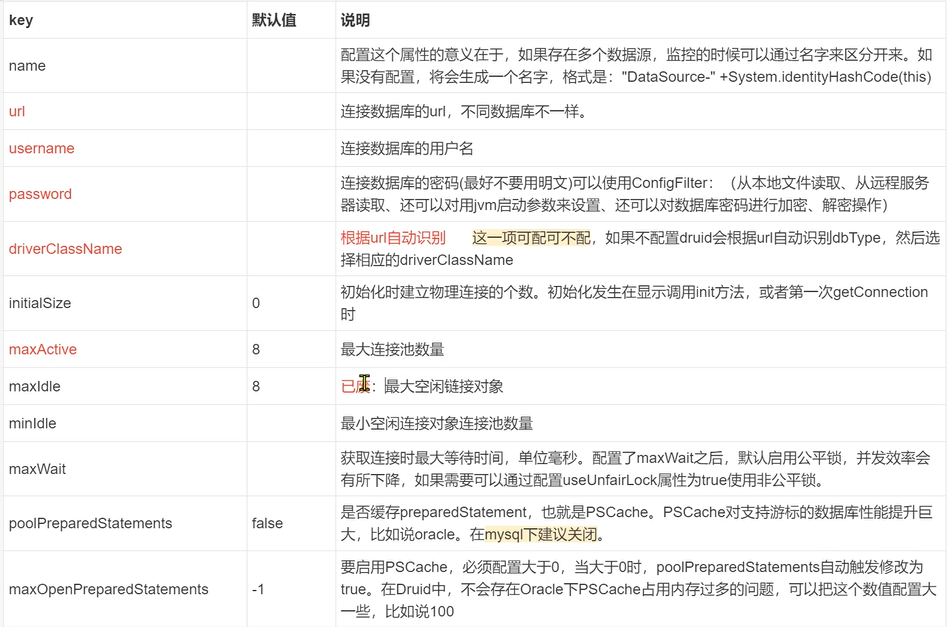 key 默认值 说明
name 配置这个属性的意义在于，如果存在多个数据源，监控的时候可以通过名字来区分开来。如
果没有配置，将会生成一个名字，格式是："DataSource-" +System.identityHashCode(this)
url 连接数据库的url，不同数据库不一样。
username 连接数据库的用户名
password 连接数据库的密码(最好不要用明文)可以使用ConfigFilter：（从本地文件读取、从远程服务
器读取、还可以对用jvm启动参数来设置、还可以对数据库密码进行加密、解密操作）
driverClassName 根据url自动识别 这一项可配可不配，如果不配置druid会根据url自动识别dbType，然后选
择相应的driverClassName
initialSize 0 初始化时建立物理连接的个数。初始化发生在显示调用init方法，或者第一次getConnection
时
maxActive 8 最大连接池数量
maxIdle 8 已：最大空闲链接对象
minIdle 最小空闲连接对象连接池数量
maxWait 获取连接时最大等待时间，单位毫秒。配置了maxWait之后，默认启用公平锁，并发效率会
有所下降，如果需要可以通过配置useUnfairLock属性为true使用非公平锁。
poolPreparedStatements false 是否缓存preparedStatement，也就是PSCache。PSCache对支持游标的数据库性能提升巨
大，比如说oracle。在mysql下建议关闭。
maxOpenPreparedStatements -1 要启用PSCache，必须配置大于0，当大于0时，poolPreparedStatements自动触发修改为
true。在Druid中，不会存在Oracle下PSCache占用内存过多的问题，可以把这个数值配置大
一些，比如说100